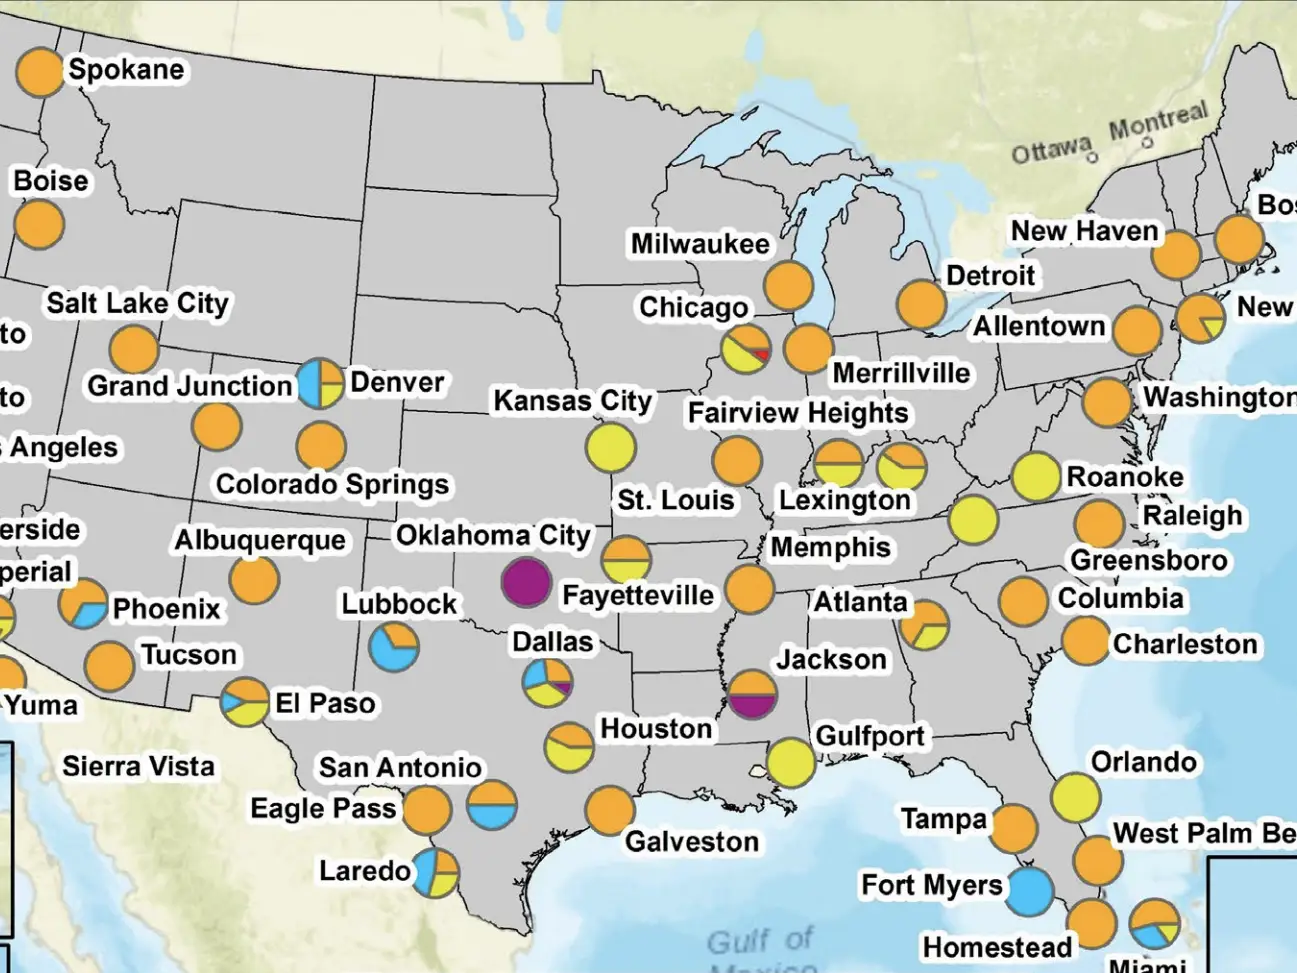 Spokane
Ottawa
Montreal
Boise
Bos
New Haven
Milwaukee
Detroit
Salt Lake City
Chicago
New
to
Allentown
Merrillville
Grand Junction
Denver
to
Kansas City
Fairview Heights
Washington
s Angeles
Colorado Springs
St. Louis
Lexington
Roanoke
erside
Albuquerque
Oklahoma City
Memphis
Raleigh
Greensboro
perial
Phoenix
Lubbock
Fayetteville
Atlanta
Columbia
Tucson
Dallas
Jackson
Charleston
Yuma
El Paso
Houston
Gulfport
Sierra Vista
San Antonio
Orlando
Eagle Pass
Galveston
Tampa
West Palm Be
Laredo
Fort Myers
Gulf of
Mexico
Homestead
Miami